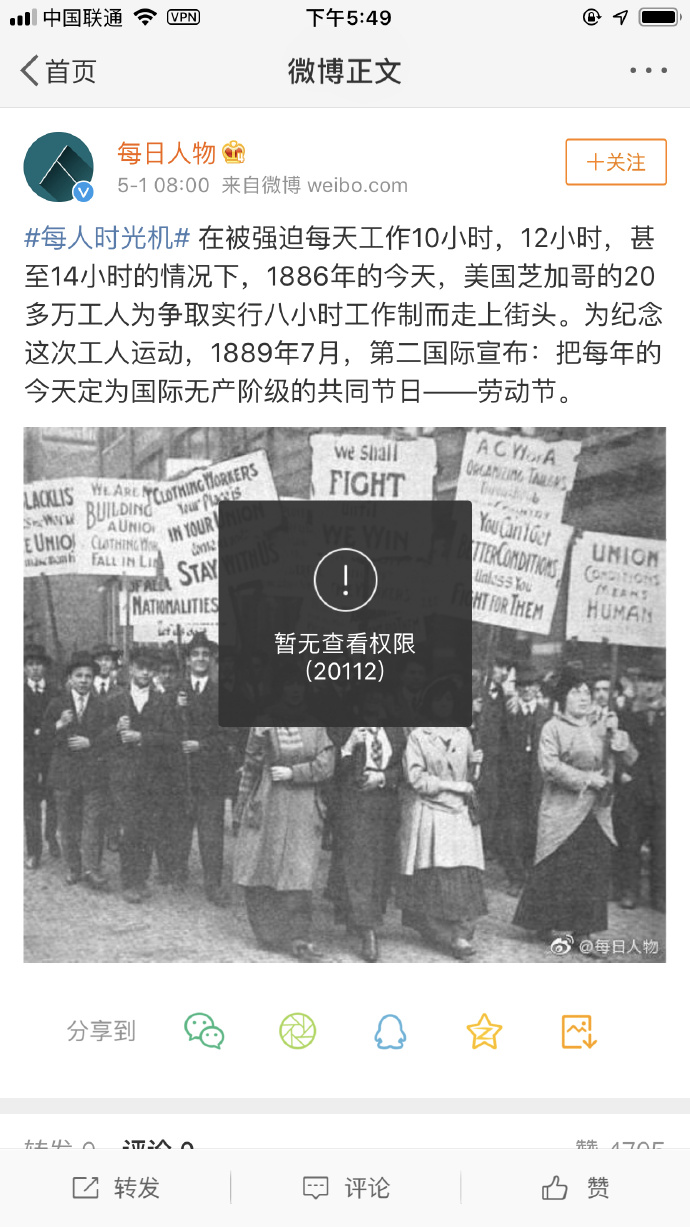 中国联通 VPN 下午5:49
首页 微博正文
每日人物
5-1 08:00 来自微博 weibo.com
+关注
#每人时光机# 在被强迫每天工作10小时，12小时，甚
至14小时的情况下，1886年的今天，美国芝加哥的20
多万工人为争取实行八小时工作制而走上街头。为纪念
这次工人运动，1889年7月，第二国际宣布：把每年的
今天定为国际无产阶级的共同节日——劳动节。
We Shall
FIGHT
WE WIN
A.C.W.of A.
ORGANIZING TAILORS
WE ARE
BUILDING
A UNION
CLOTHING
FALL IN LINE
CLOTHING WORKERS
Your Place is
IN YOUR UNION
STAY WITH US
OF ALL
NATIONALITIES
You Can't Get
BETTER CONDITIONS
Unless You
FIGHT FOR THEM
UNION
CONDITIONS
MEANS
HUMAN
暂无查看权限
(20112)
@每日人物
分享到
转发 0 评论 0 赞 4705
转发 评论 赞